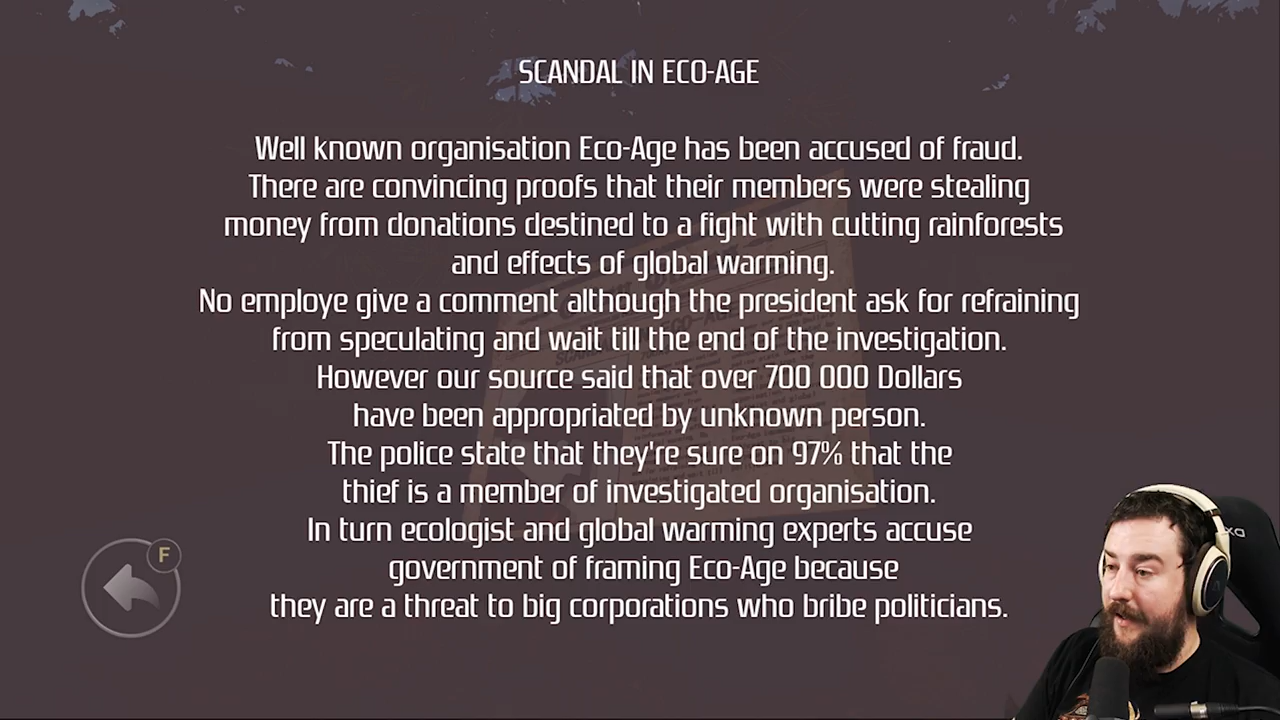 SCANDAL IN ECO-AGE
Well known organisation Eco-Age has been accused of fraud.
There are convincing proofs that their members were stealing
money from donations destined to a fight with cutting rainforests
and effects of global warming.
No employe give a comment although the president ask for refraining
from speculating and wait till the end of the investigation.
However our source said that over 700 000 Dollars
have been appropriated by unknown person.
The police state that they're sure on 97% that the
thief is a member of investigated organisation.
In turn ecologist and global warming experts accuse
government of framing Eco-Age because
they are a threat to big corporations who bribe politicians.
F